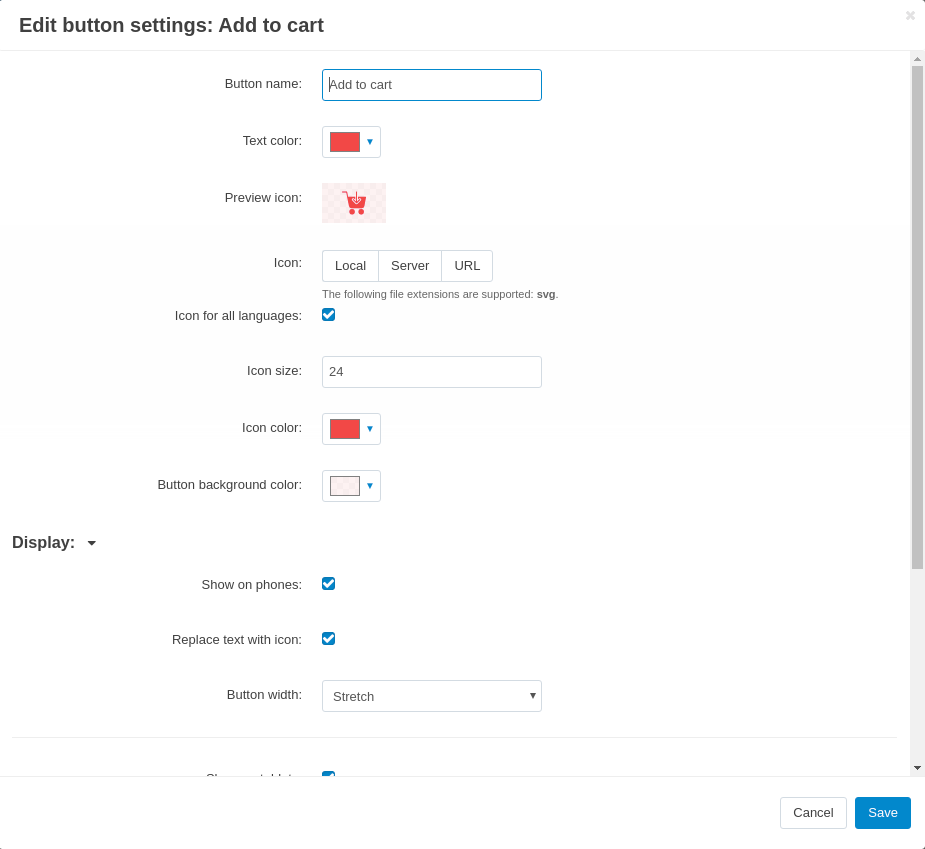 Edit button settings: Add to cart
Button name:
Add to cart
Text color:
Preview icon:
Icon:
Local
Server
URL
The following file extensions are supported: svg.
Icon for all languages:
Icon size:
24
Icon color:
Button background color:
Display:
Show on phones:
Replace text with icon:
Button width:
Stretch
Cancel
Save